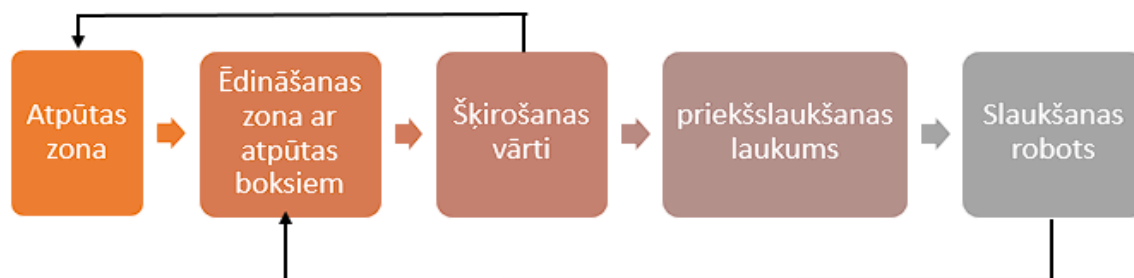 Atpūtas
zona
Ēdināšanas
zona ar
atpūtas
boksiem
Šķirošanas
vārti
priekšslaukšanas
laukums
Slaukšanas
robots